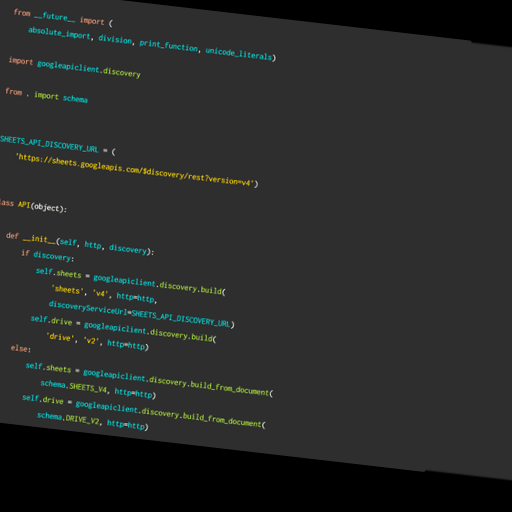 from __future__ import (
absolute_import, division, print_function, unicode_literals)
import googleapiclient.discovery
from . import schema
SHEETS_API_DISCOVERY_URL = (
'https://sheets.googleapis.com/$discovery/rest?version=v4')
lass API(object):
def __init__(self, http, discovery):
if discovery:
self.sheets = googleapiclient.discovery.build(
'sheets', 'v4', http=http,
discoveryServiceUrl=SHEETS_API_DISCOVERY_URL)
self.drive = googleapiclient.discovery.build(
'drive', 'v2', http=http)
else:
self.sheets = googleapiclient.discovery.build_from_document(
schema.SHEETS_V4, http=http)
self.drive = googleapiclient.discovery.build_from_document(
schema.DRIVE_V2, http=http)